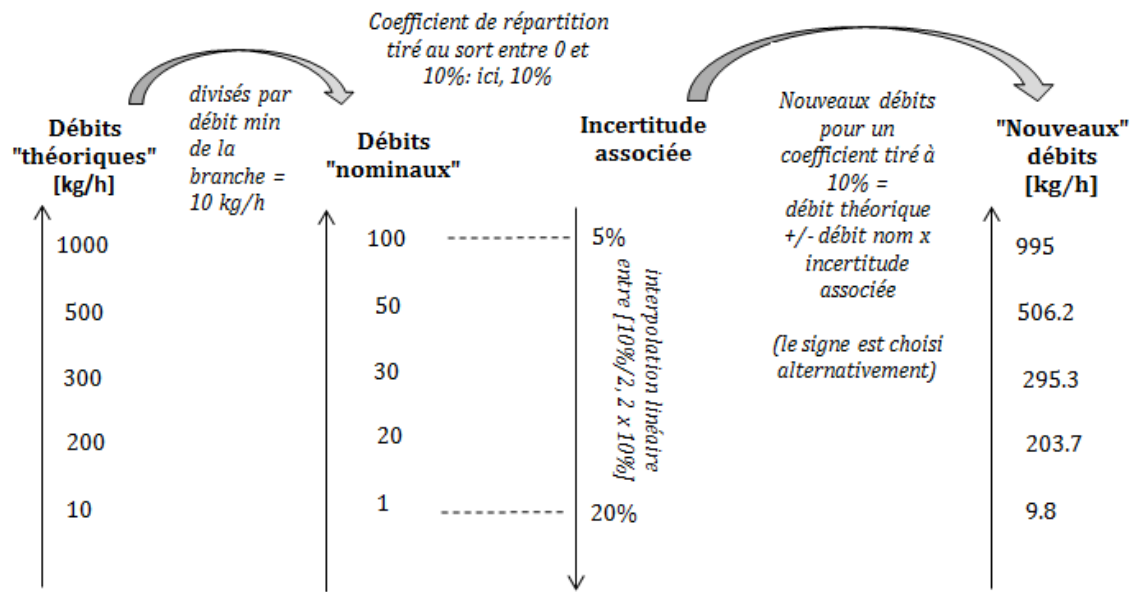 Coefficient de répartition
tiré au sort entre 0 et
10%: ici, 10%
divisés par
débit min
de la
branche =
10 kg/h
Nouveaux débits
pour un
coefficient tiré à
10% =
débit théorique
+/- débit nom x
incertitude
associée
(le signe est choisi
alternativement)
Débits
"théoriques"
[kg/h]
1000
500
300
200
10
Débits
"nominaux"
100
50
30
20
1
Incertitude
associée
5%
interpolation linéaire
entre [10%/2, 2 x 10%]
20%
"Nouveaux"
débits
[kg/h]
995
506.2
295.3
203.7
9.8